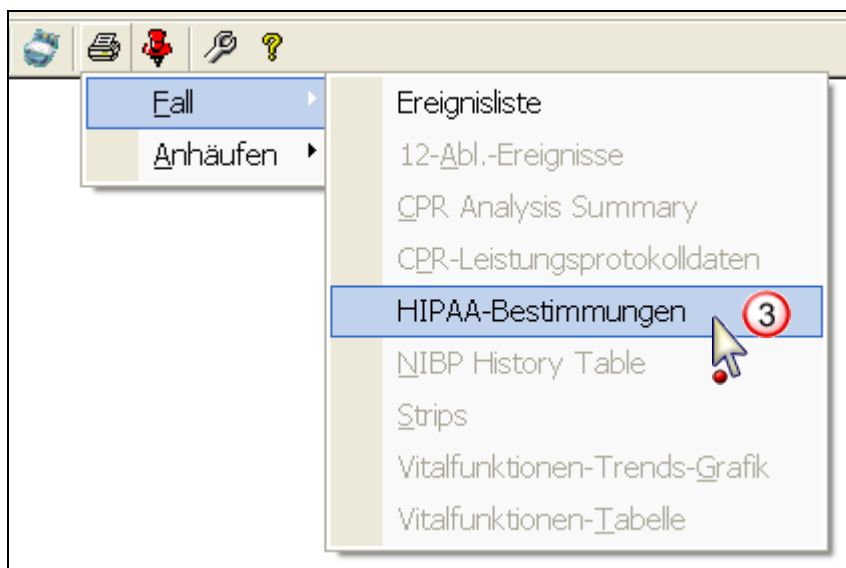 Fall
Anhäufen
Ereignisliste
12-Abl.-Ereignisse
CPR Analysis Summary
CPR-Leistungsprotokolldaten
HIPAA-Bestimmungen
3
NIBP History Table
Strips
Vitalfunktionen-Trends-Grafik
Vitalfunktionen-Tabelle